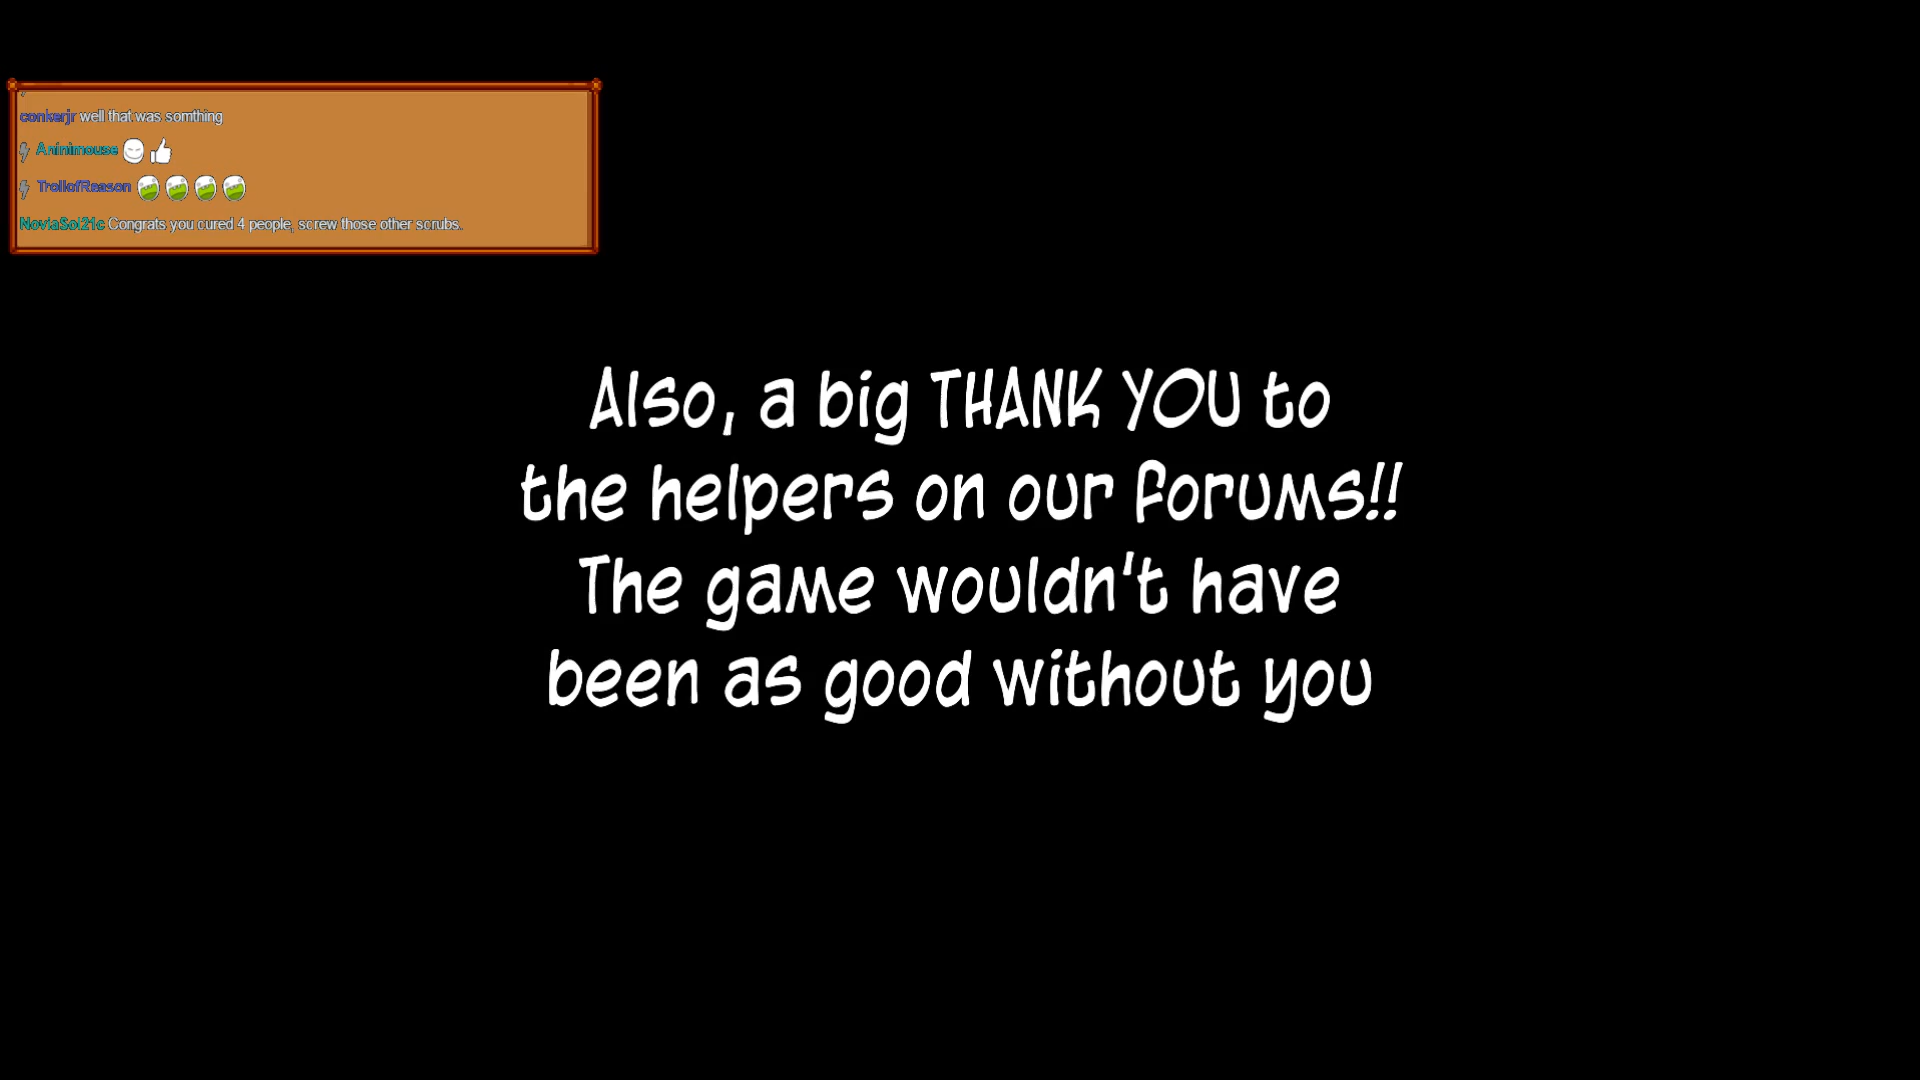 conkerjr well that was somthing
Aninimouse
TrollofReason
NoviaSol21c Congrats you cured 4 people, screw those other scrubs.
Also, a big THANK YOU to
the helpers on our forums!!
The game wouldn't have
been as good without you